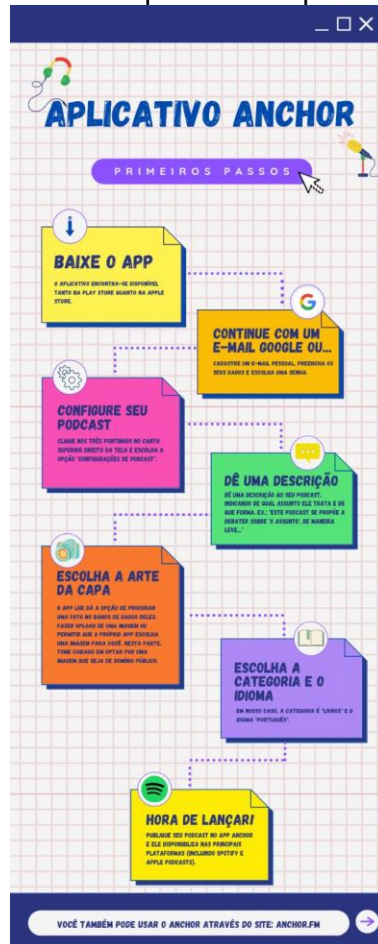 APLICATIVO ANCHOR
PRIMEIROS PASSOS
BAIXE O APP
O APLICATIVO ENCONTRA-SE DISPONÍVEL
TANTO NA PLAY STORE QUANTO NA APPLE
STORE.
CONTINUE COM UM
E-MAIL GOOGLE OU...
CADASTRE UM E-MAIL PESSOAL, PREENCHA OS
SEUS DADOS E ESCOLHA UMA SENHA.
CONFIGURE SEU
PODCAST
CLIQUE NOS TRÊS PONTINHOS NO CANTO
SUPERIOR DIREITO DA TELA E ESCOLHA A
OPÇÃO "CONFIGURAÇÕES DE PODCAST".
DÊ UMA DESCRIÇÃO
DÊ UMA DESCRIÇÃO AO SEU PODCAST,
INDICANDO DE QUAL ASSUNTO ELE TRATA E DE
QUE FORMA. EX.: "ESTE PODCAST SE PROPÕE A
DEBATER SOBRE 'X ASSUNTO', DE MANEIRA
LEVE..."
ESCOLHA A ARTE
DA CAPA
O APP LHE DÁ A OPÇÃO DE PROCURAR
UMA FOTO NO BANCO DE DADOS DELES,
FAZER UPLOAD DE UMA IMAGEM OU
PERMITIR QUE O PRÓPRIO APP ESCOLHA
UMA IMAGEM PARA VOCÊ. NESTA PARTE,
TOME CUIDADO EM OPTAR POR UMA
IMAGEM QUE SEJA DE DOMÍNIO PÚBLICO.
ESCOLHA A
CATEGORIA E O
IDIOMA
EM NOSSO CASO, A CATEGORIA É "LIVROS" E O
IDIOMA "PORTUGUÊS".
HORA DE LANÇAR!
PUBLIQUE SEU PODCAST NO APP ANCHOR
E ELE DISPONIBILIZA NAS PRINCIPAIS
PLATAFORMAS (INCLUINDO SPOTIFY E
APPLE PODCASTS).
VOCÊ TAMBÉM PODE USAR O ANCHOR ATRAVÉS DO SITE: ANCHOR.FM